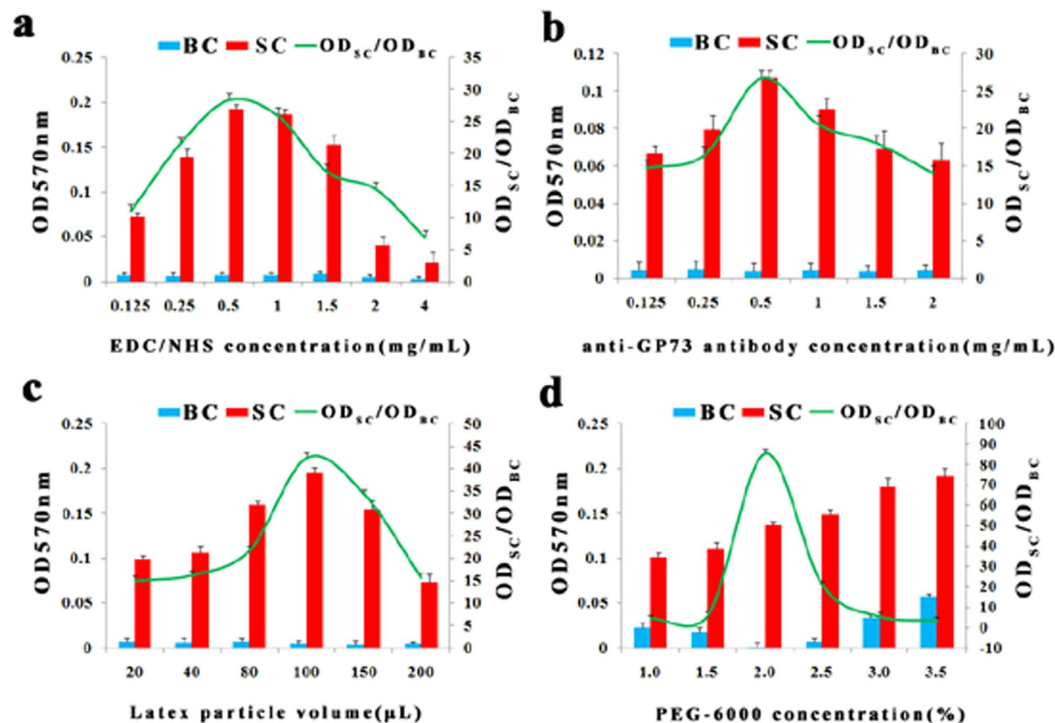 a
BC SC OD_SC/OD_BC
OD570nm
0.25
0.2
0.15
0.1
0.05
0
35
30
25
20
15
10
5
0
OD_SC/OD_BC
0.125 0.25 0.5 1 1.5 2 4
EDC/NHS concentration(mg/mL)
b
BC SC OD_SC/OD_BC
OD570nm
0.12
0.1
0.08
0.06
0.04
0.02
0
30
25
20
15
10
5
0
OD_SC/OD_BC
0.125 0.25 0.5 1 1.5 2
anti-GP73 antibody concentration(mg/mL)
c
BC SC OD_SC/OD_BC
OD570nm
0.25
0.2
0.15
0.1
0.05
0
50
45
40
35
30
25
20
15
10
5
0
OD_SC/OD_BC
20 40 80 100 150 200
Latex particle volume(μL)
d
BC SC OD_SC/OD_BC
OD570nm
0.25
0.2
0.15
0.1
0.05
0
100
90
80
70
60
50
40
30
20
10
0
-10
OD_SC/OD_BC
1.0 1.5 2.0 2.5 3.0 3.5
PEG-6000 concentration(%)